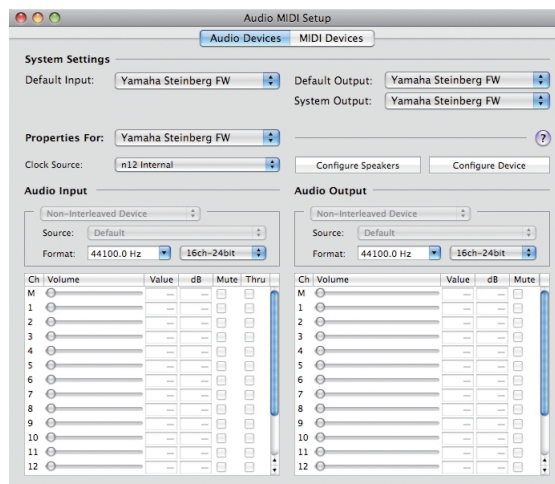 Audio MIDI Setup
Audio Devices MIDI Devices
System Settings
Default Input: Yamaha Steinberg FW
Default Output: Yamaha Steinberg FW
System Output: Yamaha Steinberg FW
Properties For: Yamaha Steinberg FW
?
Clock Source: n12 Internal
Configure Speakers
Configure Device
Audio Input
Non-Interleaved Device
Source: Default
Format: 44100.0 Hz 16ch-24bit
Ch Volume Value dB Mute Thru
M — —
1 — —
2 — —
3 — —
4 — —
5 — —
6 — —
7 — —
8 — —
9 — —
10 — —
11 — —
12 — —
Audio Output
Non-Interleaved Device
Source: Default
Format: 44100.0 Hz 16ch-24bit
Ch Volume Value dB Mute
M — —
1 — —
2 — —
3 — —
4 — —
5 — —
6 — —
7 — —
8 — —
9 — —
10 — —
11 — —
12 — —